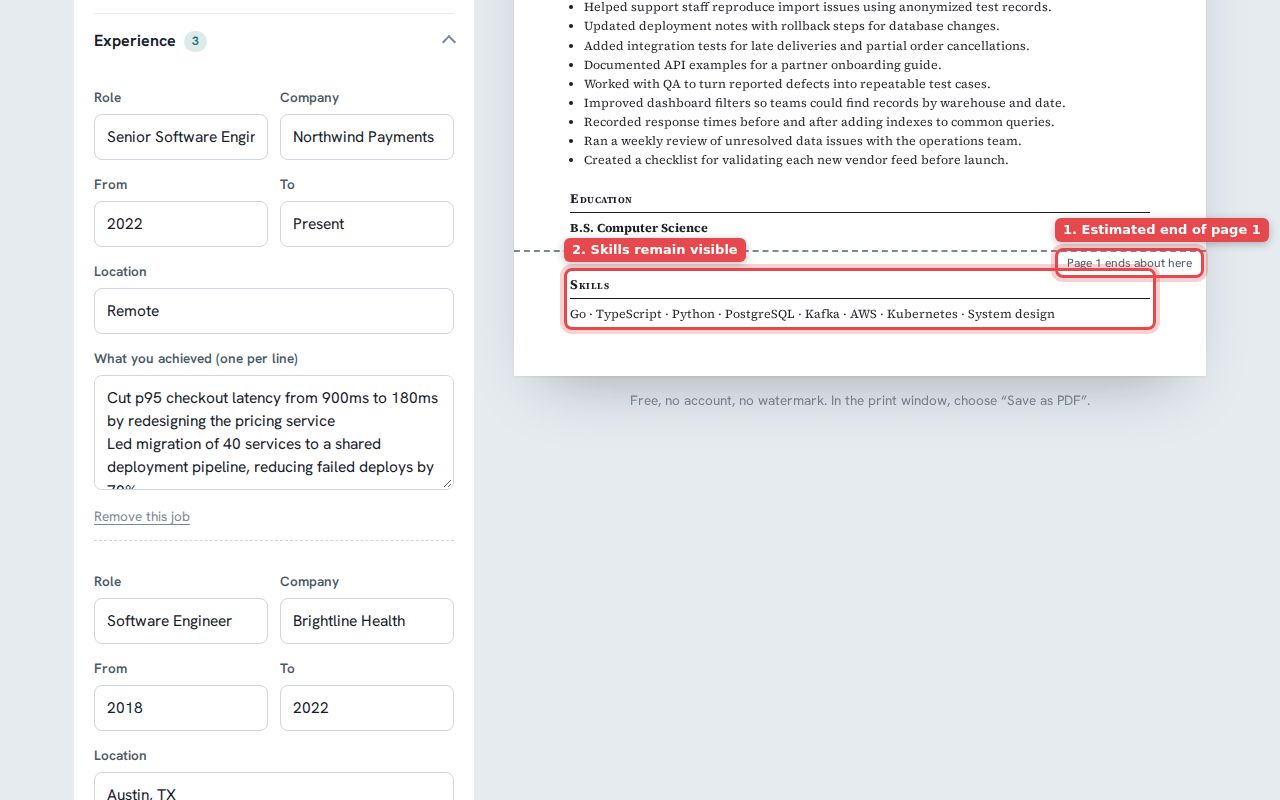 Experience 3
Role
Company
Senior Software Engir
Northwind Payments
From
To
2022
Present
Location
Remote
What you achieved (one per line)
Cut p95 checkout latency from 900ms to 180ms
by redesigning the pricing service
Led migration of 40 services to a shared
deployment pipeline, reducing failed deploys by
Remove this job
Role
Company
Software Engineer
Brightline Health
From
To
2018
2022
Location
Austin, TX
• Helped support staff reproduce import issues using anonymized test records.
• Updated deployment notes with rollback steps for database changes.
• Added integration tests for late deliveries and partial order cancellations.
• Documented API examples for a partner onboarding guide.
• Worked with QA to turn reported defects into repeatable test cases.
• Improved dashboard filters so teams could find records by warehouse and date.
• Recorded response times before and after adding indexes to common queries.
• Ran a weekly review of unresolved data issues with the operations team.
• Created a checklist for validating each new vendor feed before launch.
Education
B.S. Computer Science
1. Estimated end of page 1
2. Skills remain visible
Page 1 ends about here
Skills
Go · TypeScript · Python · PostgreSQL · Kafka · AWS · Kubernetes · System design
Free, no account, no watermark. In the print window, choose “Save as PDF”.